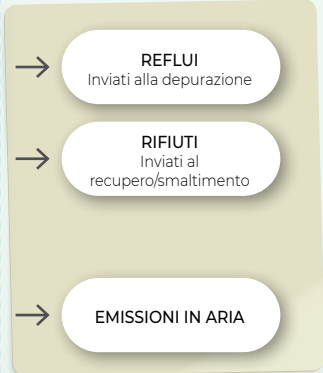 REFLUI
Inviati alla depurazione
RIFIUTI
Inviati al
recupero/smaltimento
EMISSIONI IN ARIA